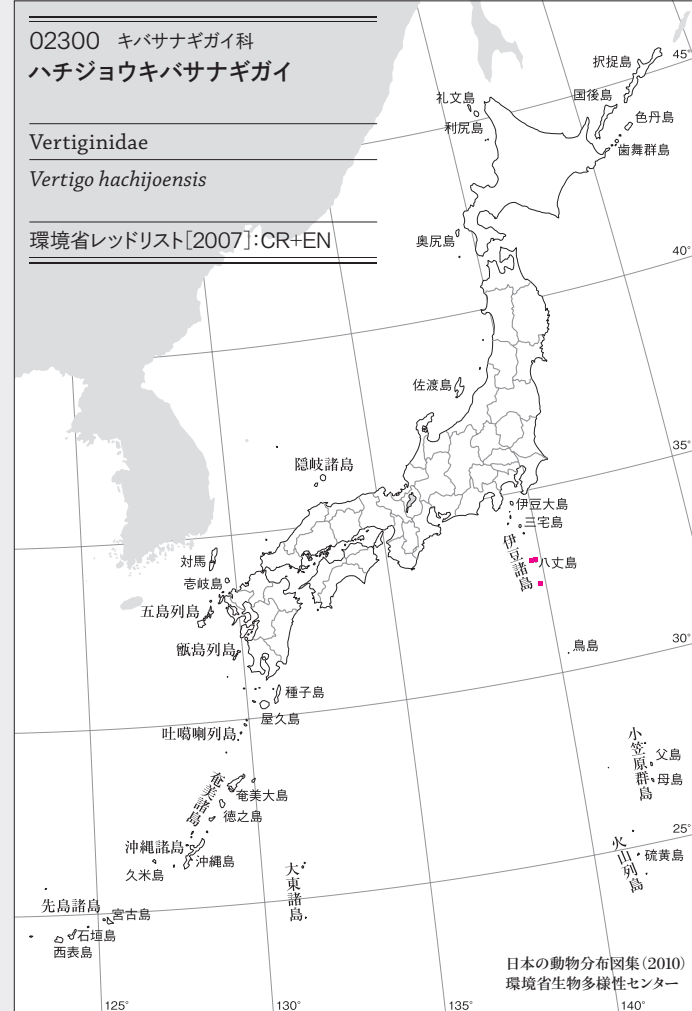 02300 キバサナギガイ科
ハチジョウキバサナギガイ
Vertiginidae
Vertigo hachijoensis
環境省レッドリスト[2007]:CR+EN
45°
択捉島
国後島
礼文島
色丹島
利尻島
歯舞群島
奥尻島
40°
佐渡島
35°
隠岐諸島
伊豆大島
三宅島
伊豆諸島
対馬
八丈島
壱岐島
五島列島
30°
鳥島
甑島列島
種子島
屋久島
吐噶喇列島
小笠原群島
父島
母島
奄美諸島
奄美大島
徳之島
25°
沖縄諸島
沖縄島
火山列島
硫黄島
久米島
大東諸島
先島諸島
宮古島
石垣島
西表島
日本の動物分布図集(2010)
環境省生物多様性センター
125°
130°
135°
140°